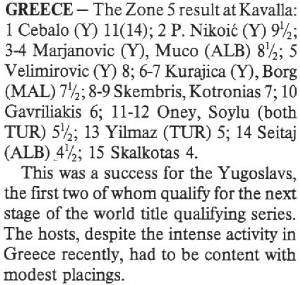 GREECE – The Zone 5 result at Kavalla:
1 Cebalo (Y) 11(14); 2 P. Nikoić (Y) 9½;
3-4 Marjanovic (Y), Muco (ALB) 8½; 5
Velimirovic (Y) 8; 6-7 Kurajica (Y), Borg
(MAL) 7½; 8-9 Skembris, Kotronias 7; 10
Gavriliakis 6; 11-12 Oney, Soylu (both
TUR) 5½; 13 Yilmaz (TUR) 5; 14 Seitaj
(ALB) 4½; 15 Skalkotas 4.
This was a success for the Yugoslavs,
the first two of whom qualify for the next
stage of the world title qualifying series.
The hosts, despite the intense activity in
Greece recently, had to be content with
modest placings.